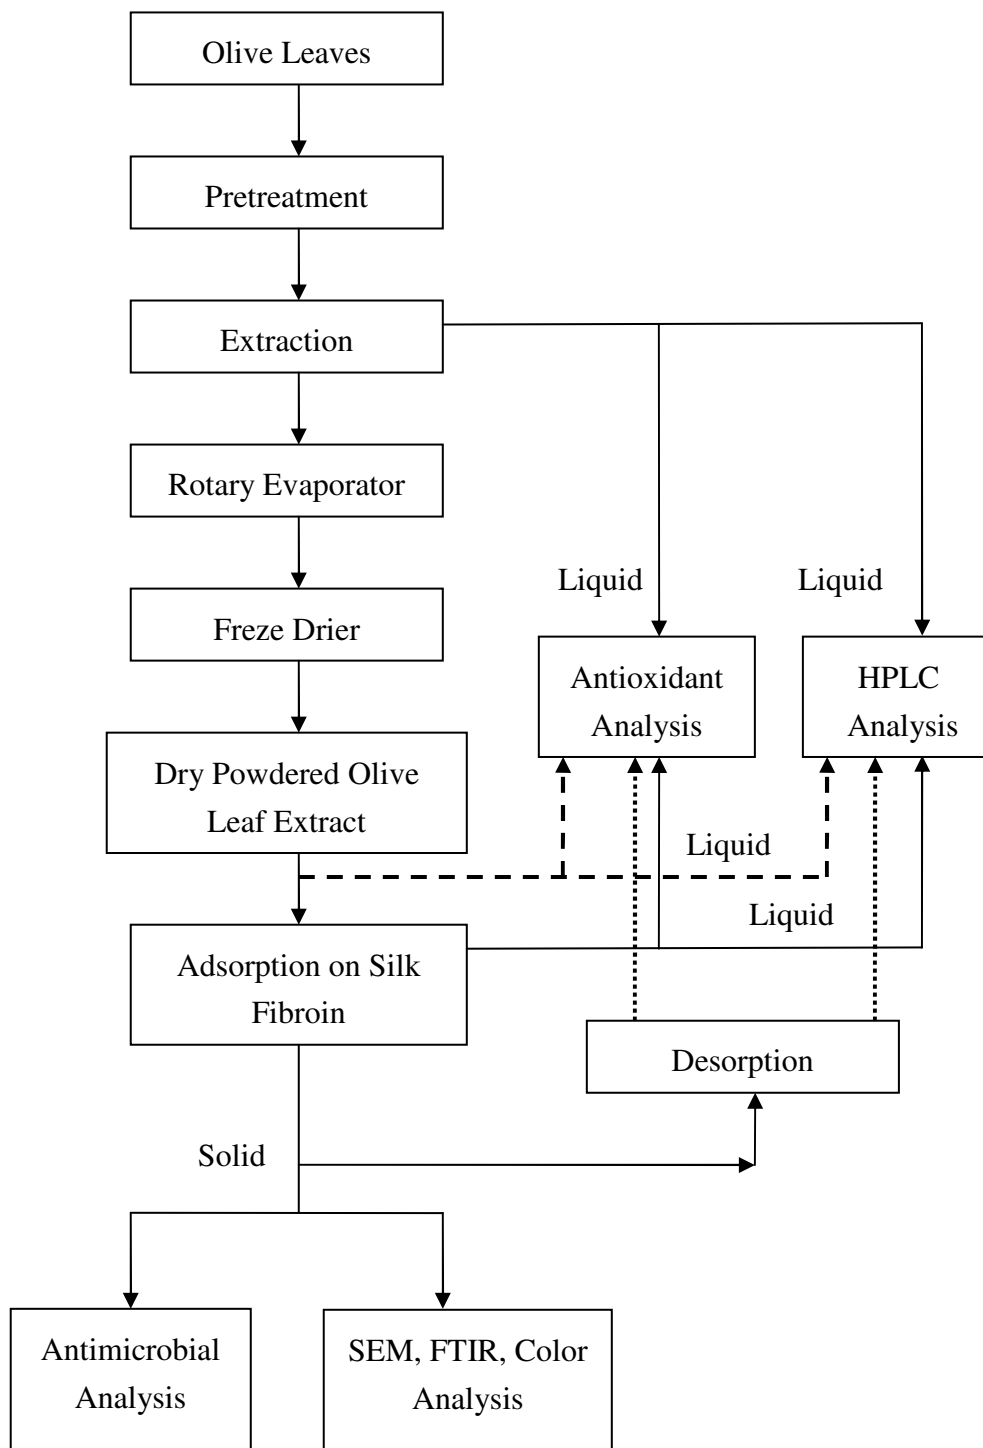 Olive Leaves
Pretreatment
Extraction
Rotary Evaporator
Liquid
Liquid
Freze Drier
Antioxidant
Analysis
HPLC
Analysis
Dry Powdered Olive
Leaf Extract
Liquid
Liquid
Adsorption on Silk
Fibroin
Desorption
Solid
Antimicrobial
Analysis
SEM, FTIR, Color
Analysis